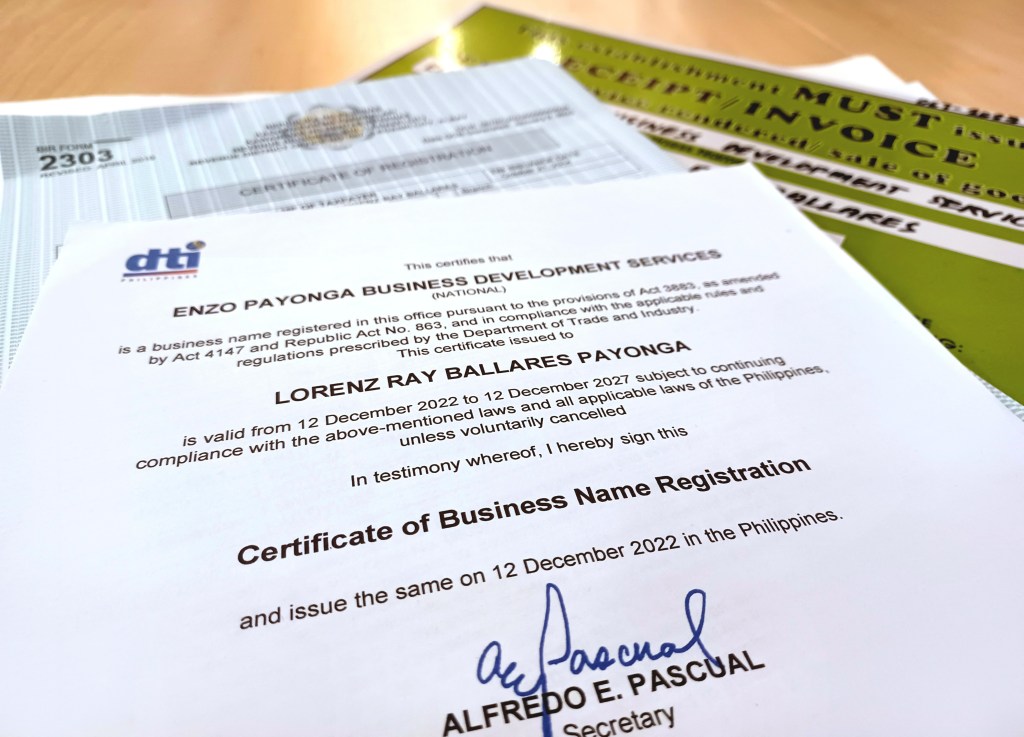 BIR FORM
2303
CERTIFICATE OF REGISTRATION
MUST issue
RECEIPT/INVOICE
DEVELOPMENT
BALLARES
dti
PHILIPPINES
This certifies that
ENZO PAYONGA BUSINESS DEVELOPMENT SERVICES
(NATIONAL)
is a business name registered in this office pursuant to the provisions of Act 3883, as amended
by Act 4147 and Republic Act No. 863, and in compliance with the applicable rules and
regulations prescribed by the Department of Trade and Industry.
This certificate issued to
LORENZ RAY BALLARES PAYONGA
is valid from 12 December 2022 to 12 December 2027 subject to continuing
compliance with the above-mentioned laws and all applicable laws of the Philippines,
unless voluntarily cancelled
In testimony whereof, I hereby sign this
Certificate of Business Name Registration
and issue the same on 12 December 2022 in the Philippines.
ALFREDO E. PASCUAL
Secretary